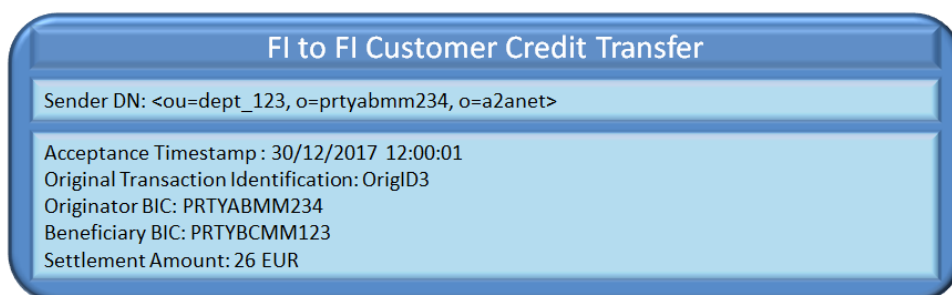 FI to FI Customer Credit Transfer
Sender DN: <ou=dept_123, o=prtyabmm234, o=a2anet>
Acceptance Timestamp : 30/12/2017 12:00:01
Original Transaction Identification: OrigID3
Originator BIC: PRTYABMM234
Beneficiary BIC: PRTYBCMM123
Settlement Amount: 26 EUR